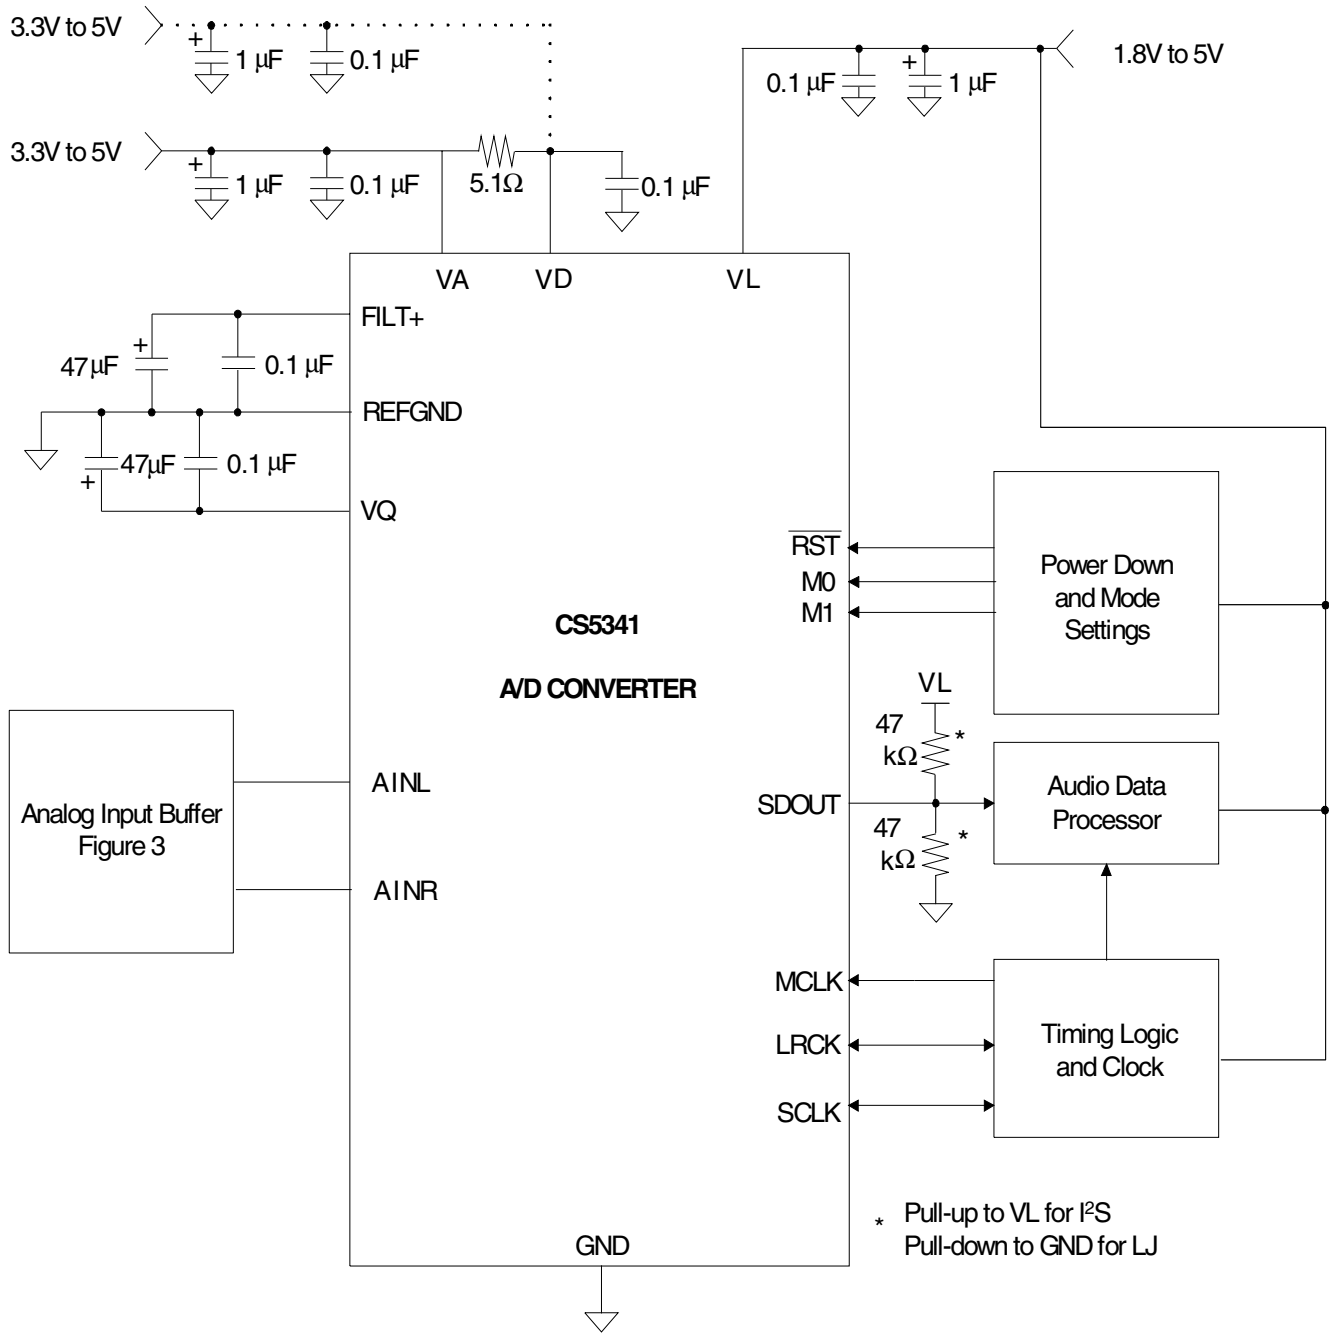 3.3V to 5V
+
1 µF
0.1 µF
0.1 µF
+
1 µF
1.8V to 5V
3.3V to 5V
+
1 µF
0.1 µF
5.1Ω
0.1 µF
VA
VD
VL
FILT+
+
47µF
0.1 µF
REFGND
47µF
0.1 µF
+
VQ
RST
M0
M1
Power Down
and Mode
Settings
CS5341
A/D CONVERTER
VL
47
kΩ
*
Analog Input Buffer
Figure 3
AINL
AINR
SDOUT
47
kΩ
*
Audio Data
Processor
MCLK
LRCK
SCLK
Timing Logic
and Clock
GND
* Pull-up to VL for I²S
Pull-down to GND for LJ